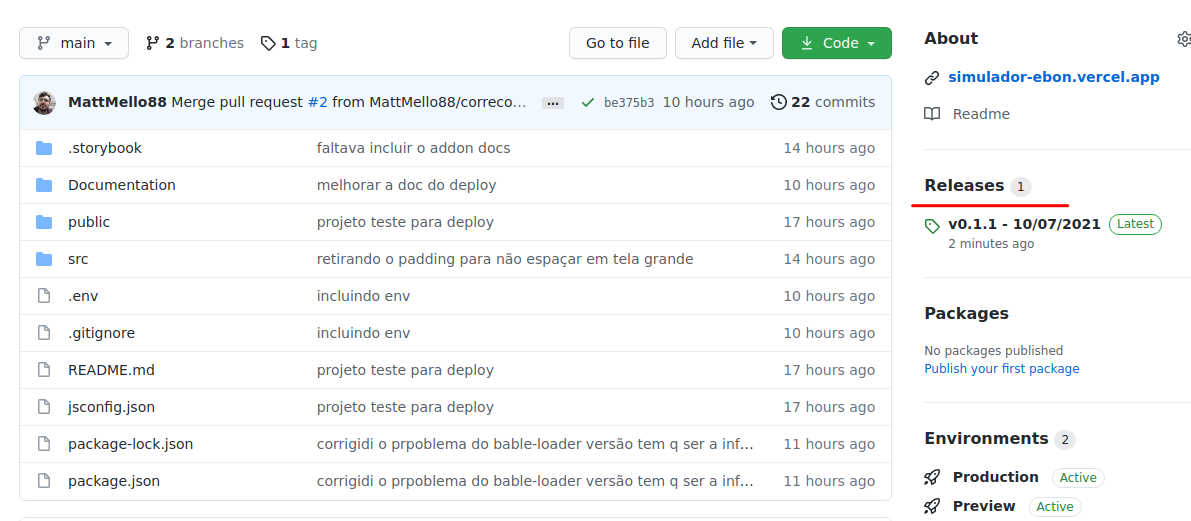 main 2 branches 1 tag Go to file Add file Code
MattMello88 Merge pull request #2 from MattMello88/correco... ... be375b3 10 hours ago 22 commits
.storybook faltava incluir o addon docs 14 hours ago
Documentation melhorar a doc do deploy 10 hours ago
public projeto teste para deploy 17 hours ago
src retirando o padding para não espaçar em tela grande 14 hours ago
.env incluindo env 10 hours ago
.gitignore incluindo env 10 hours ago
README.md projeto teste para deploy 17 hours ago
jsconfig.json projeto teste para deploy 17 hours ago
package-lock.json corrigidi o prpoblema do bable-loader versão tem q ser a inf... 11 hours ago
package.json corrigidi o prpoblema do bable-loader versão tem q ser a inf... 11 hours ago
About
simulador-ebon.vercel.app
Readme
Releases 1
v0.1.1 - 10/07/2021 Latest
2 minutes ago
Packages
No packages published
Publish your first package
Environments 2
Production Active
Preview Active